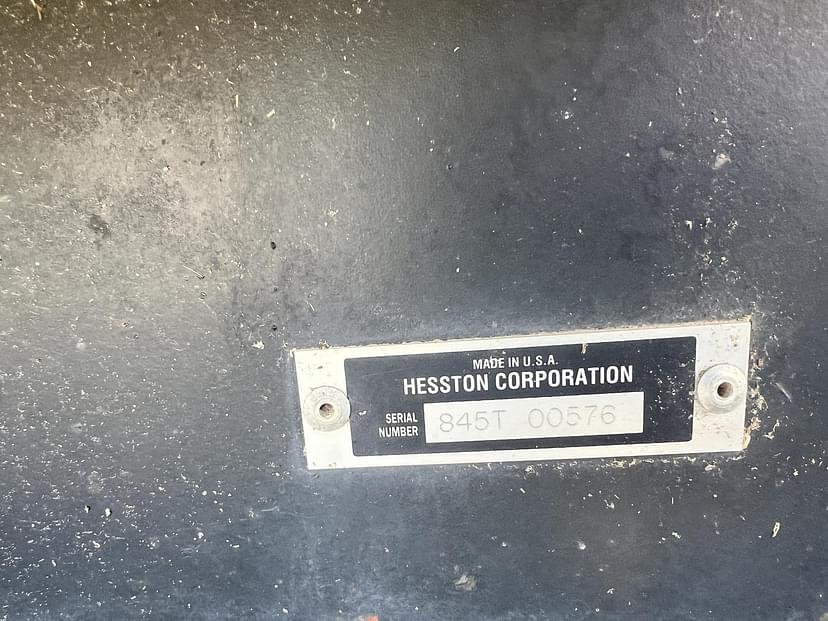 MADE IN U.S.A.
HESSTON CORPORATION
SERIAL
NUMBER
845T 00576